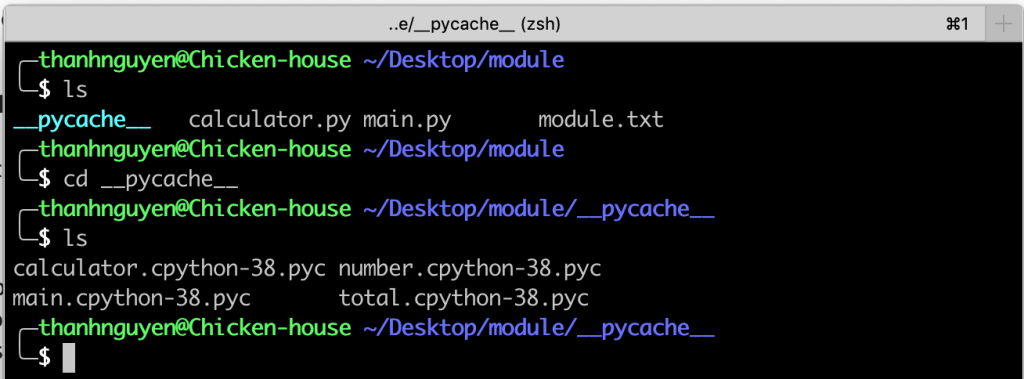 ..e/__pycache__ (zsh)
⌘1
thanhnguyen@Chicken-house ~/Desktop/module
$ ls
__pycache__ calculator.py main.py module.txt
thanhnguyen@Chicken-house ~/Desktop/module
$ cd __pycache__
thanhnguyen@Chicken-house ~/Desktop/module/__pycache__
$ ls
calculator.cpython-38.pyc number.cpython-38.pyc
main.cpython-38.pyc total.cpython-38.pyc
thanhnguyen@Chicken-house ~/Desktop/module/__pycache__
$